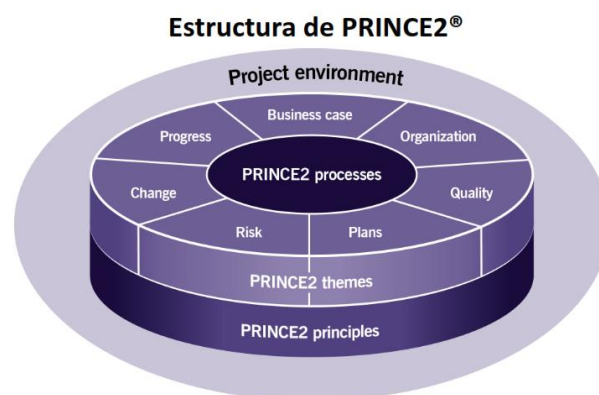 Estructura de PRINCE2®
Project environment
Business case
Progress
Organization
PRINCE2 processes
Change
Quality
Risk
Plans
PRINCE2 themes
PRINCE2 principles